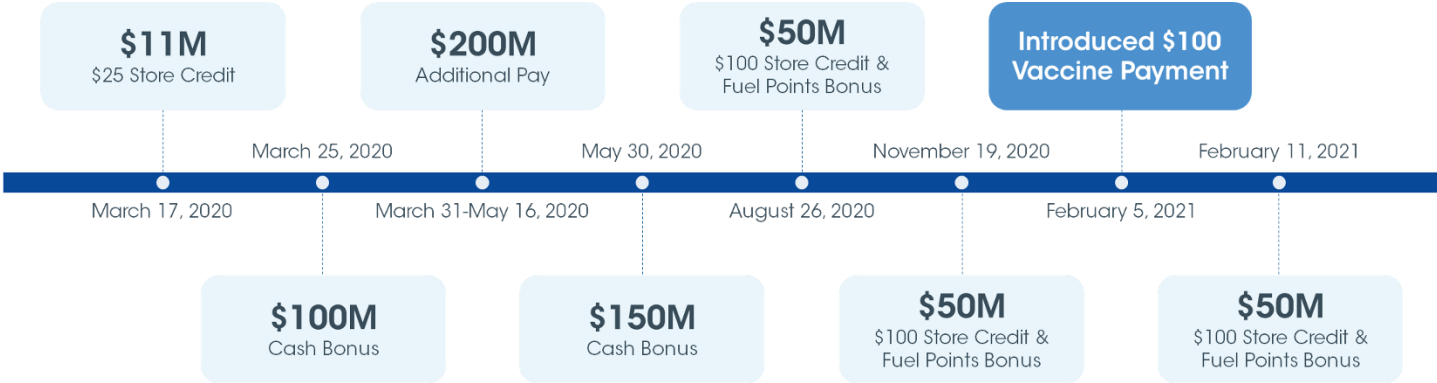 $11M
$25 Store Credit
$200M
Additional Pay
$50M
$100 Store Credit &
Fuel Points Bonus
Introduced $100
Vaccine Payment
March 25, 2020
May 30, 2020
November 19, 2020
February 11, 2021
March 17, 2020
March 31-May 16, 2020
August 26, 2020
February 5, 2021
$100M
Cash Bonus
$150M
Cash Bonus
$50M
$100 Store Credit &
Fuel Points Bonus
$50M
$100 Store Credit &
Fuel Points Bonus